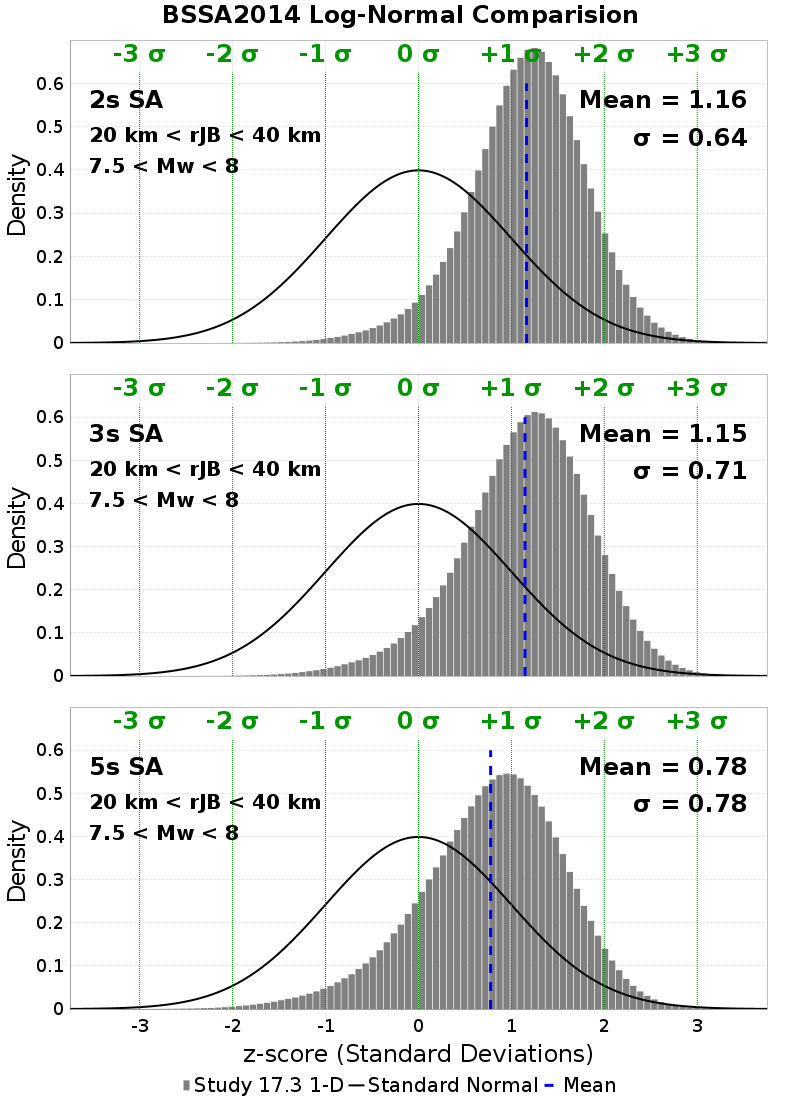 BSSA2014 Log-Normal Comparision
-3 σ -2 σ -1 σ 0 σ +1 σ +2 σ +3 σ
2s SA
20 km < rJB < 40 km
7.5 < Mw < 8
Mean = 1.16
σ = 0.64
Density
0.6
0.5
0.4
0.3
0.2
0.1
0
-3 σ -2 σ -1 σ 0 σ +1 σ +2 σ +3 σ
3s SA
20 km < rJB < 40 km
7.5 < Mw < 8
Mean = 1.15
σ = 0.71
Density
0.6
0.5
0.4
0.3
0.2
0.1
0
-3 σ -2 σ -1 σ 0 σ +1 σ +2 σ +3 σ
5s SA
20 km < rJB < 40 km
7.5 < Mw < 8
Mean = 0.78
σ = 0.78
Density
0.6
0.5
0.4
0.3
0.2
0.1
0
-3 -2 -1 0 1 2 3
z-score (Standard Deviations)
Study 17.3 1-D Standard Normal Mean